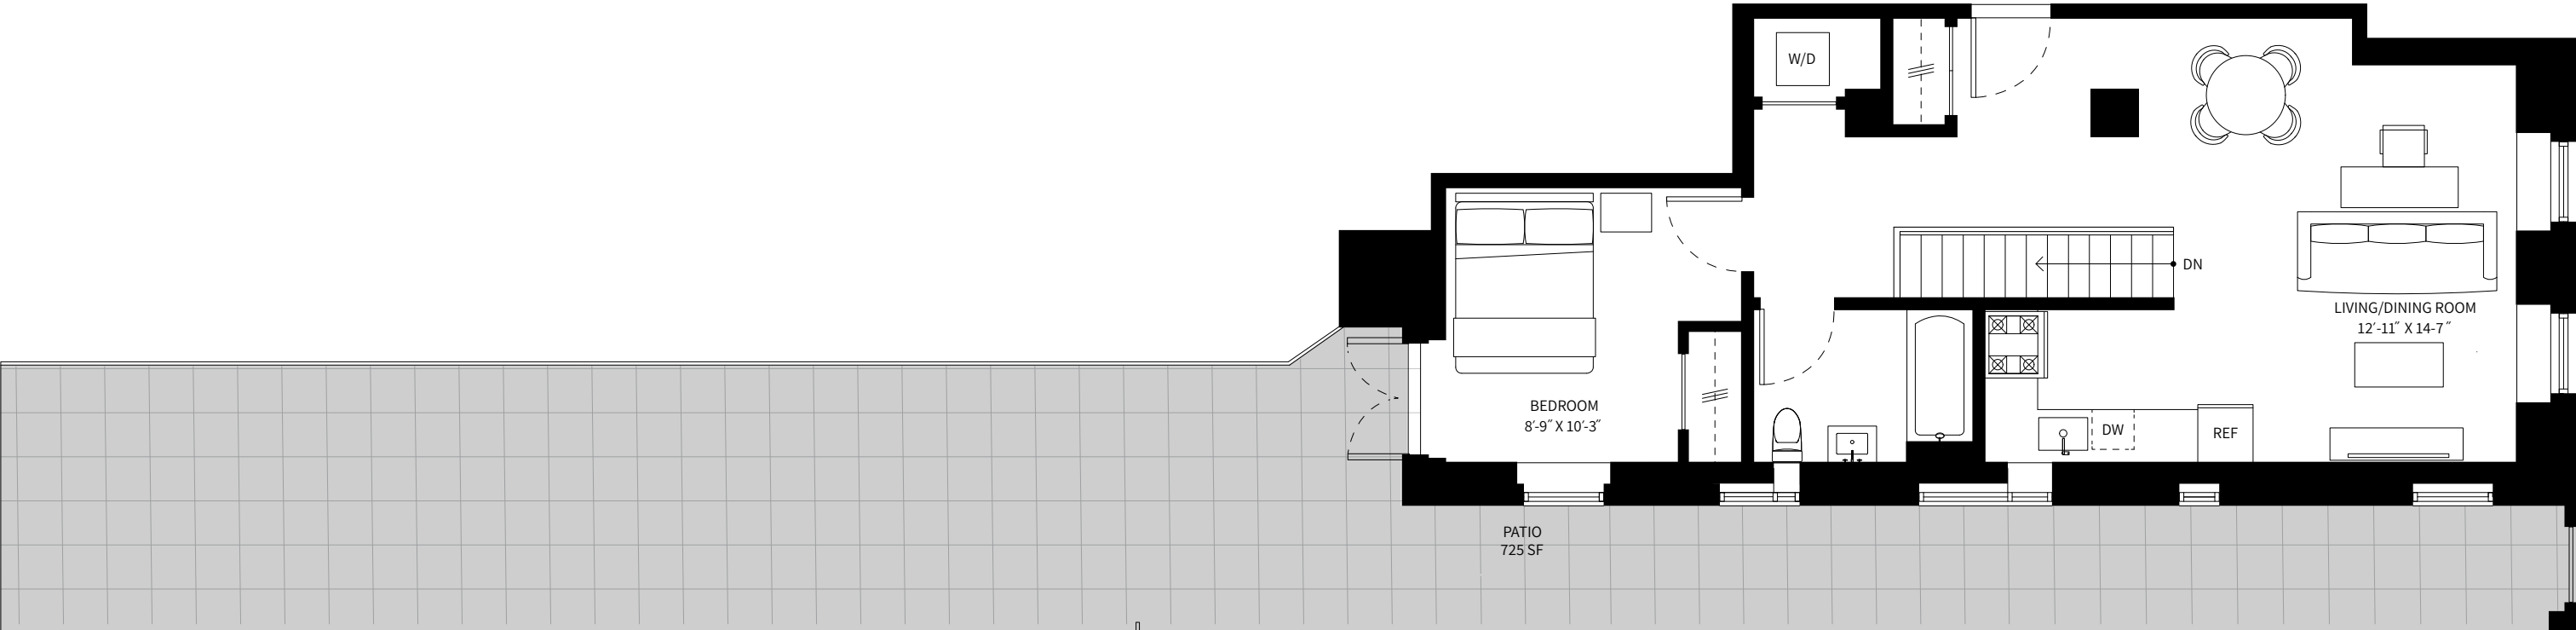 W/D
DN
LIVING/DINING ROOM
12′-11″ X 14-7″
BEDROOM
8′-9″ X 10′-3″
DW
REF
PATIO
725 SF